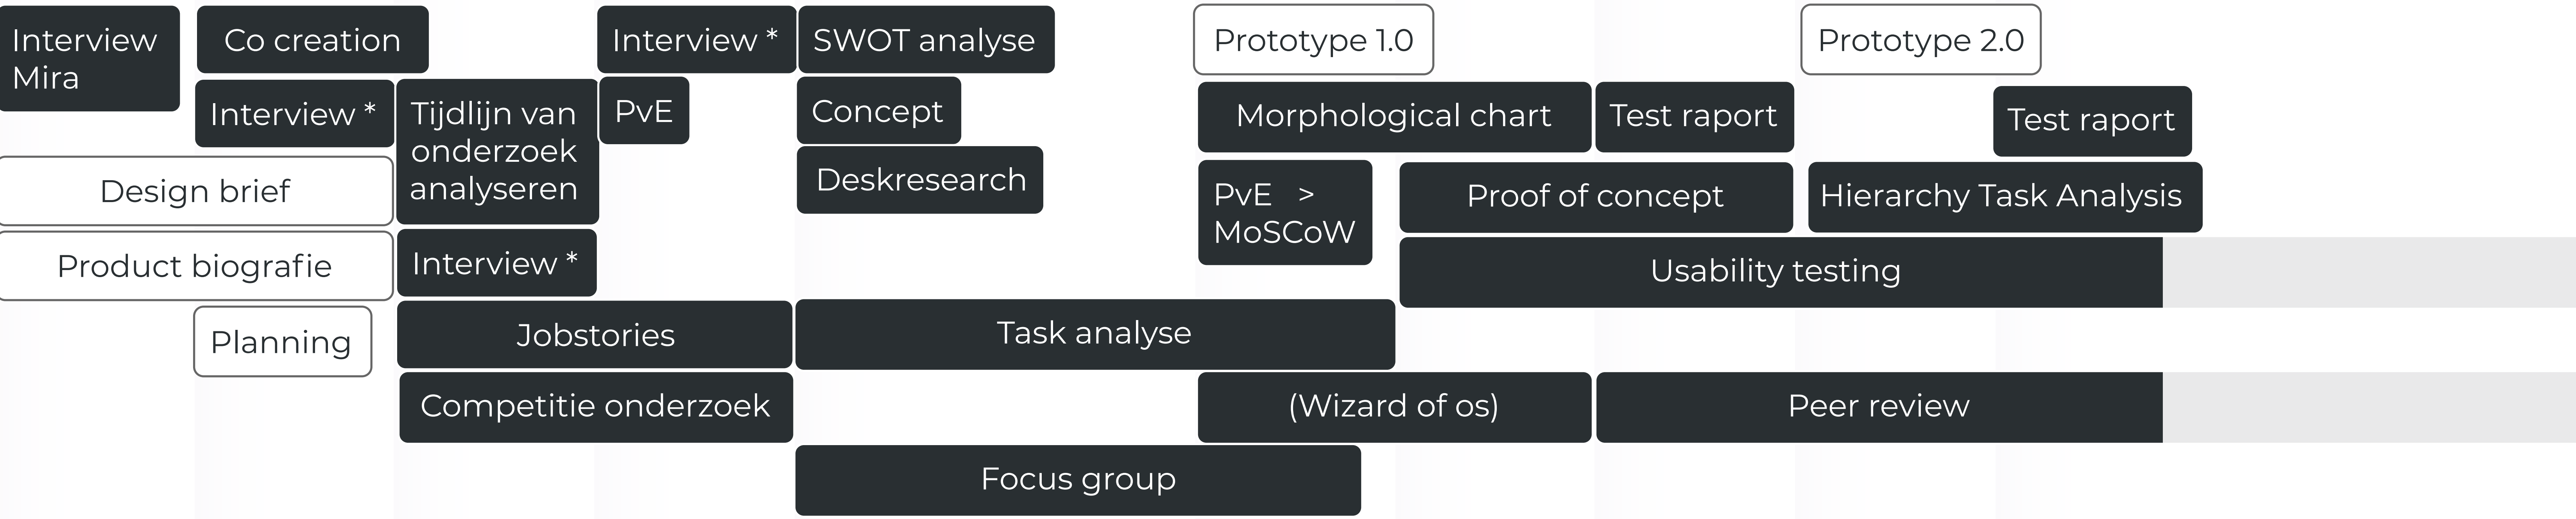 Interview
Mira
Co creation
Interview *
SWOT analyse
Prototype 1.0
Prototype 2.0
Interview *
Tijdlijn van
onderzoek
analyseren
PvE
Concept
Morphological chart
Test raport
Test raport
Design brief
Deskresearch
PvE >
MoSCoW
Proof of concept
Hierarchy Task Analysis
Product biografie
Interview *
Usability testing
Planning
Jobstories
Task analyse
Competitie onderzoek
(Wizard of os)
Peer review
Focus group